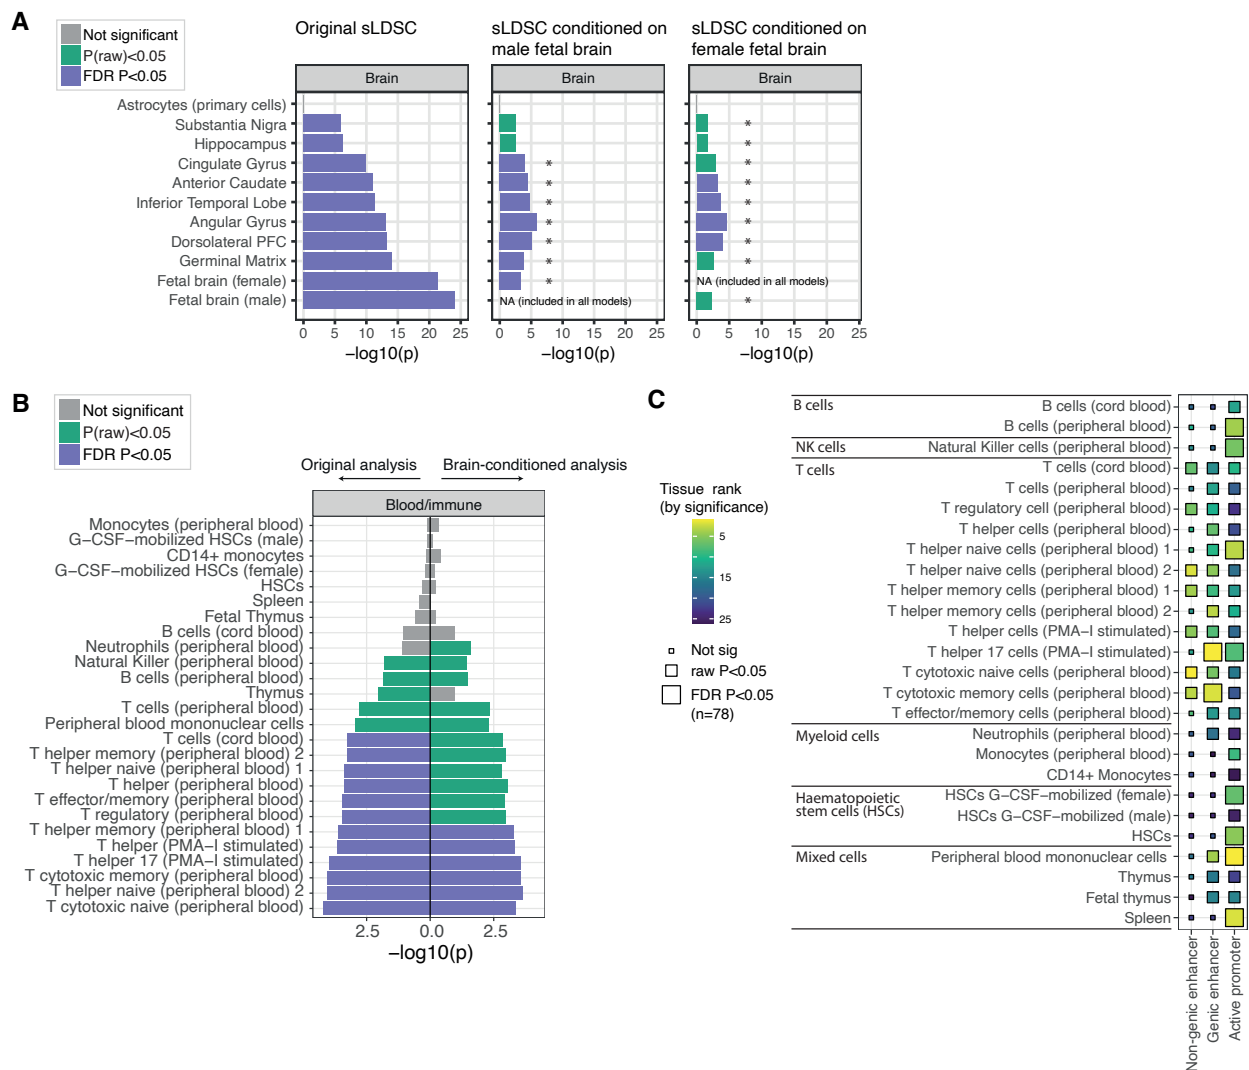 A
Not significant
P(raw)<0.05
FDR P<0.05
Original sLDSC
sLDSC conditioned on
male fetal brain
sLDSC conditioned on
female fetal brain
Brain
Brain
Brain
Astrocytes (primary cells)
Substantia Nigra
*
Hippocampus
*
Cingulate Gyrus
* *
Anterior Caudate
* *
Inferior Temporal Lobe
* *
Angular Gyrus
* *
Dorsolateral PFC
* *
Germinal Matrix
* *
Fetal brain (female)
*
NA (included in all models)
Fetal brain (male)
NA (included in all models)
*
0 5 10 15 20 25
0 5 10 15 20 25
0 5 10 15 20 25
−log10(p)
−log10(p)
−log10(p)
B
Not significant
P(raw)<0.05
FDR P<0.05
Original analysis
Brain-conditioned analysis
Blood/immune
Monocytes (peripheral blood)
G−CSF−mobilized HSCs (male)
CD14+ monocytes
G−CSF−mobilized HSCs (female)
HSCs
Spleen
Fetal Thymus
B cells (cord blood)
Neutrophils (peripheral blood)
Natural Killer (peripheral blood)
B cells (peripheral blood)
Thymus
T cells (peripheral blood)
Peripheral blood mononuclear cells
T cells (cord blood)
T helper memory (peripheral blood) 2
T helper naive (peripheral blood) 1
T helper (peripheral blood)
T effector/memory (peripheral blood)
T regulatory (peripheral blood)
T helper memory (peripheral blood) 1
T helper (PMA−I stimulated)
T helper 17 (PMA−I stimulated)
T cytotoxic memory (peripheral blood)
T helper naive (peripheral blood) 2
T cytotoxic naive (peripheral blood)
2.5 0.0 2.5
−log10(p)
C
Tissue rank
(by significance)
5
15
25
Not sig
raw P<0.05
FDR P<0.05
(n=78)
B cells
B cells (cord blood)
B cells (peripheral blood)
NK cells
Natural Killer cells (peripheral blood)
T cells
T cells (cord blood)
T cells (peripheral blood)
T regulatory cell (peripheral blood)
T helper cells (peripheral blood)
T helper naive cells (peripheral blood) 1
T helper naive cells (peripheral blood) 2
T helper memory cells (peripheral blood) 1
T helper memory cells (peripheral blood) 2
T helper cells (PMA−I stimulated)
T helper 17 cells (PMA−I stimulated)
T cytotoxic naive cells (peripheral blood)
T cytotoxic memory cells (peripheral blood)
T effector/memory cells (peripheral blood)
Myeloid cells
Neutrophils (peripheral blood)
Monocytes (peripheral blood)
CD14+ Monocytes
Haematopoietic
stem cells (HSCs)
HSCs G−CSF−mobilized (female)
HSCs G−CSF−mobilized (male)
HSCs
Mixed cells
Peripheral blood mononuclear cells
Thymus
Fetal thymus
Spleen
Non-genic enhancer
Genic enhancer
Active promoter